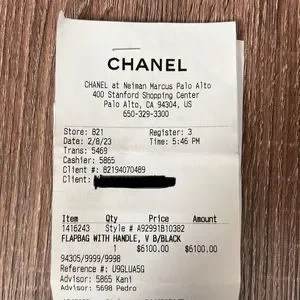 CHANEL
CHANEL at Neiman Marcus Palo Alto
400 Stanford Shopping Center
Palo Alto, CA 94304, US
650-329-3300
Store: 821 Register: 3
Date: 2/8/23 Time: 5:46 PM
Trans: 5469
Cashier: 5865
Client #: 82194070489
Client:
Item Qty Price Amount
1416243 Style # A92991B10382
FLAPBAG WITH HANDLE, V B/BLACK
1 $6100.00 $6100.00
94305/9999/9998
Reference #: U9GLUA5G
Advisor: 5865 Kani
Advisor: 5698 Pedro